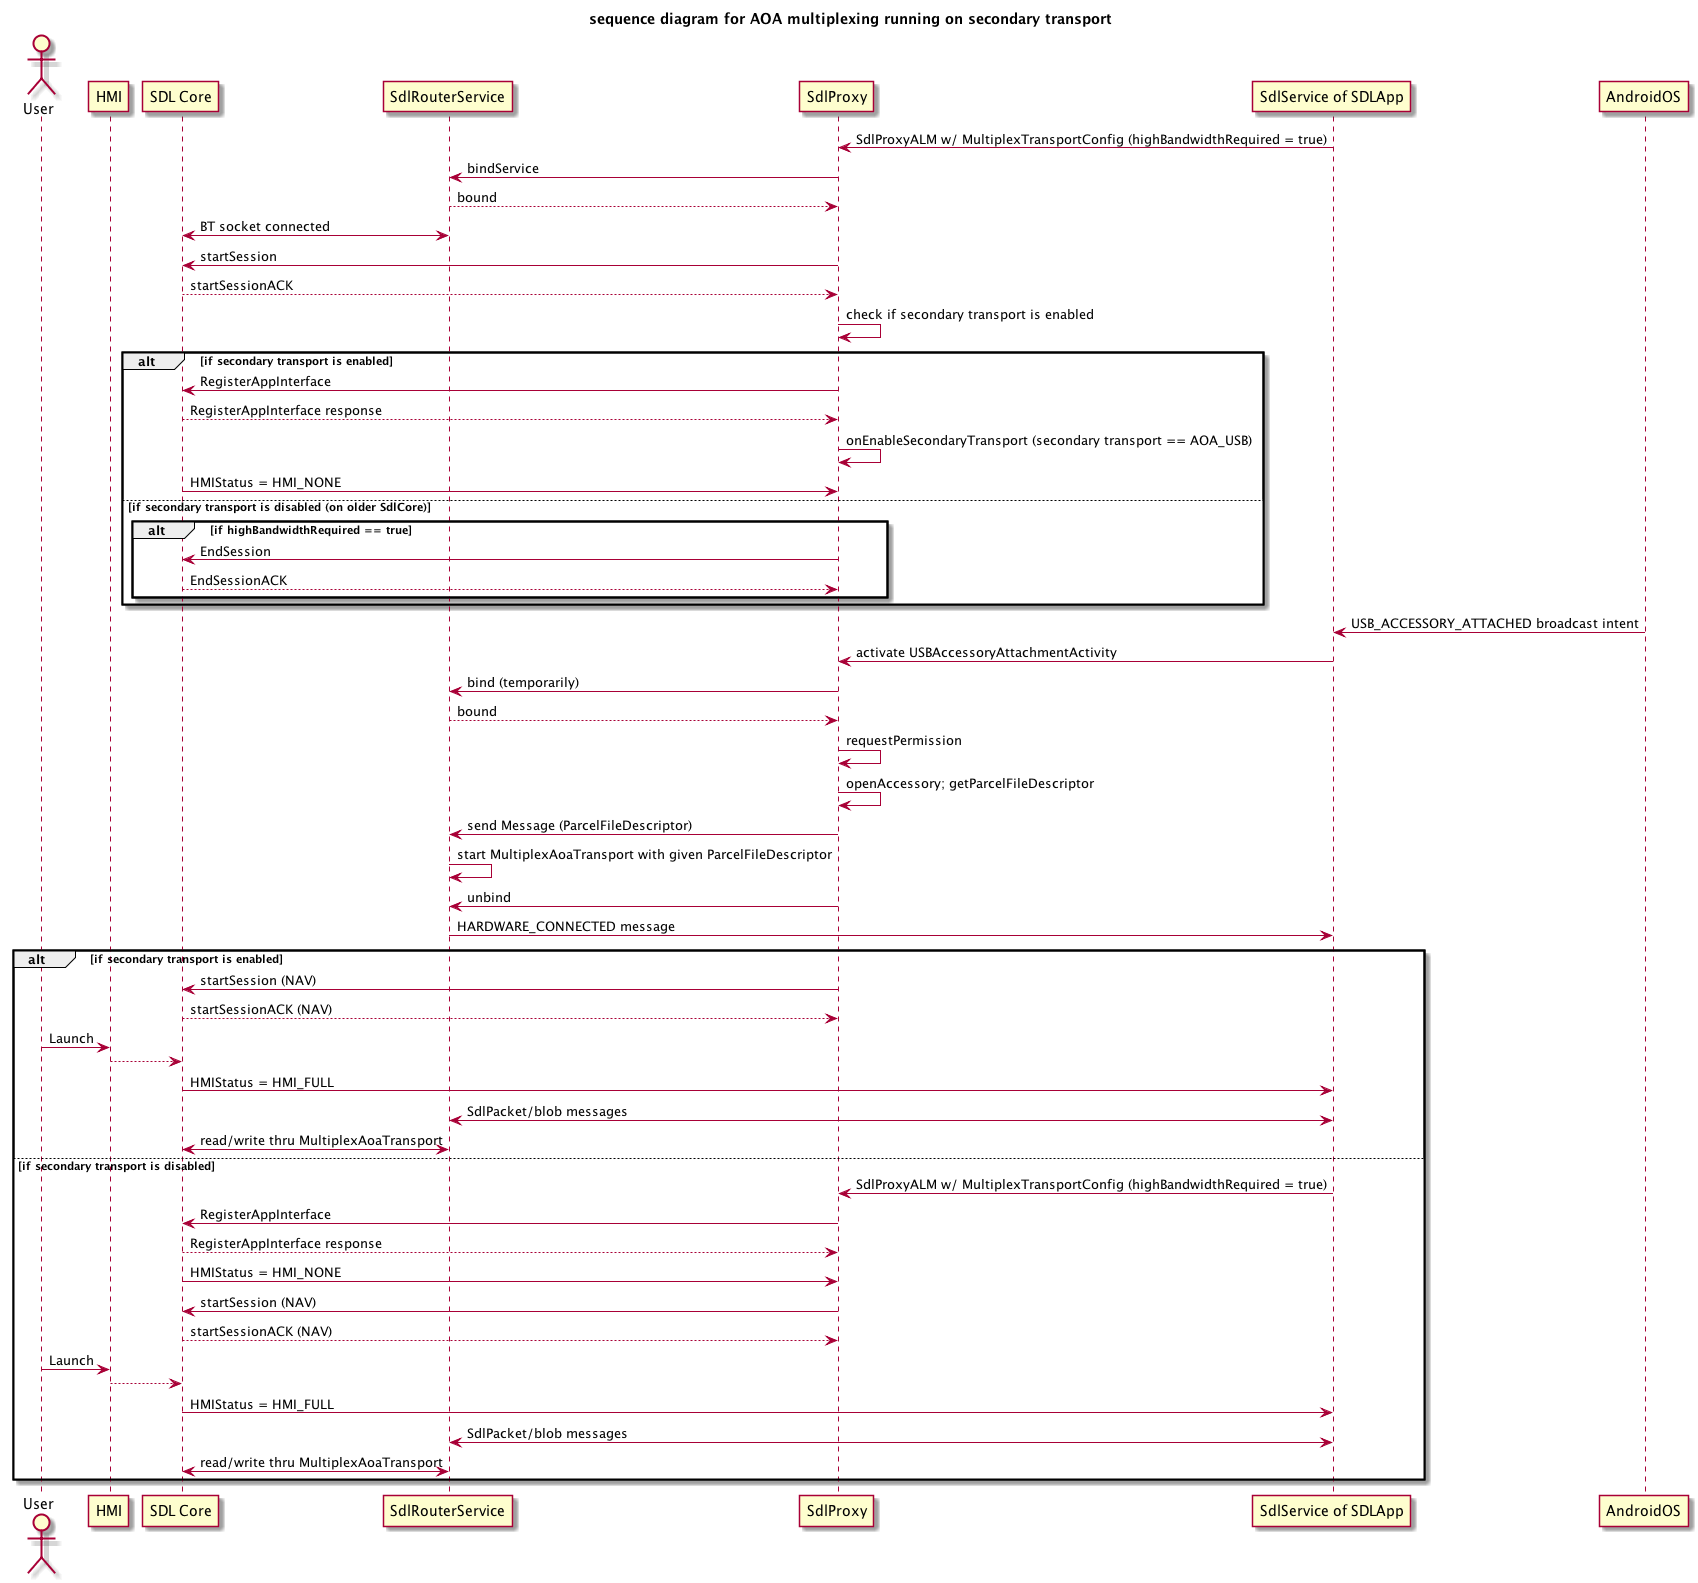 sequence diagram for AOA multiplexing running on secondary transport
User
HMI
SDL Core
SdlRouterService
SdlProxy
SdlService of SDLApp
AndroidOS
SdlProxyALM w/ MultiplexTransportConfig (highBandwidthRequired = true)
bindService
bound
BT socket connected
startSession
startSessionACK
check if secondary transport is enabled
alt [if secondary transport is enabled]
RegisterAppInterface
RegisterAppInterface response
onEnableSecondaryTransport (secondary transport == AOA_USB)
HMIStatus = HMI_NONE
[if secondary transport is disabled (on older SdlCore)]
alt [if highBandwidthRequired == true]
EndSession
EndSessionACK
USB_ACCESSORY_ATTACHED broadcast intent
activate USBAccessoryAttachmentActivity
bind (temporarily)
bound
requestPermission
openAccessory; getParcelFileDescriptor
send Message (ParcelFileDescriptor)
start MultiplexAoaTransport with given ParcelFileDescriptor
unbind
HARDWARE_CONNECTED message
alt [if secondary transport is enabled]
startSession (NAV)
startSessionACK (NAV)
Launch
HMIStatus = HMI_FULL
SdlPacket/blob messages
read/write thru MultiplexAoaTransport
[if secondary transport is disabled]
SdlProxyALM w/ MultiplexTransportConfig (highBandwidthRequired = true)
RegisterAppInterface
RegisterAppInterface response
HMIStatus = HMI_NONE
startSession (NAV)
startSessionACK (NAV)
Launch
HMIStatus = HMI_FULL
SdlPacket/blob messages
read/write thru MultiplexAoaTransport
User
HMI
SDL Core
SdlRouterService
SdlProxy
SdlService of SDLApp
AndroidOS